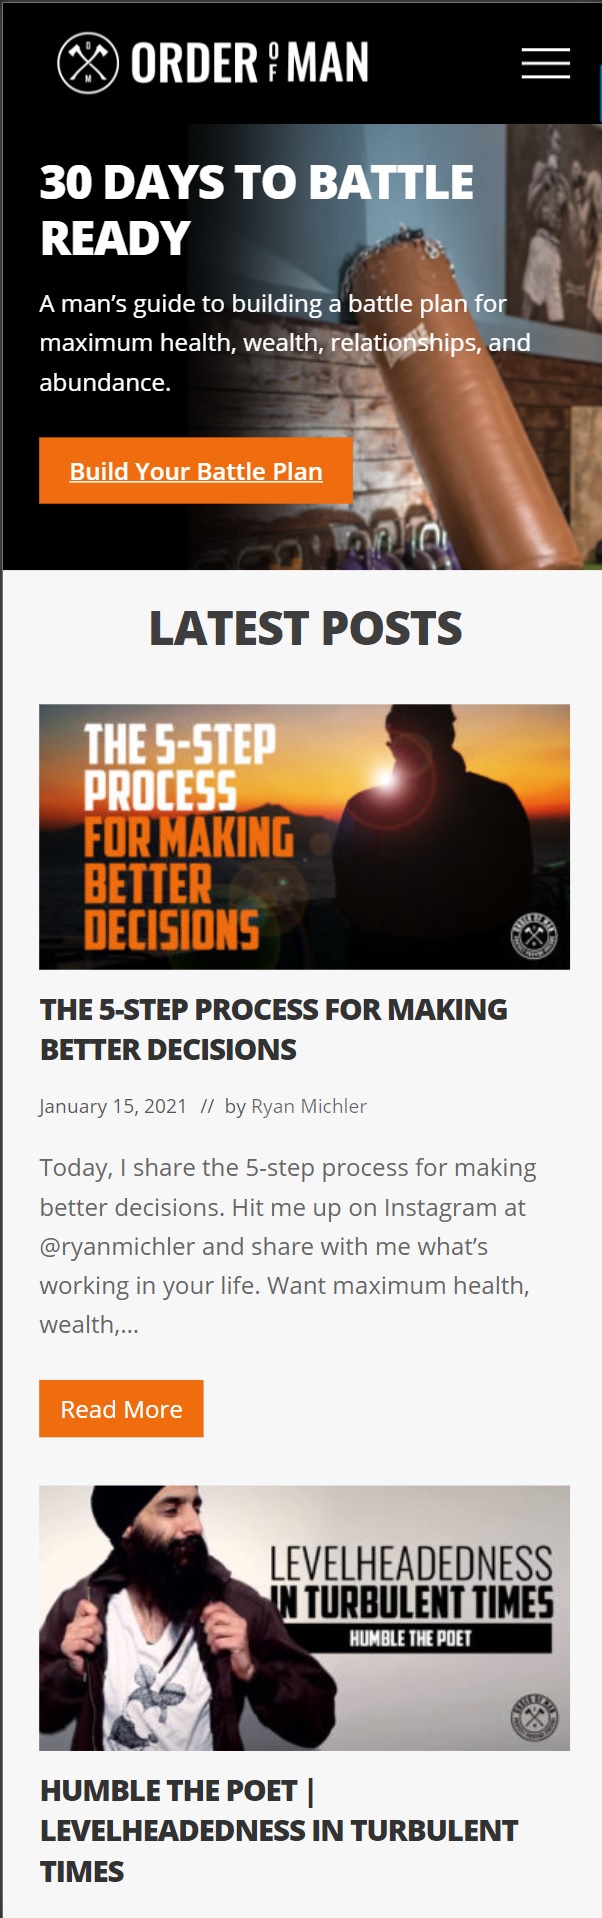 ORDER OF MAN
30 DAYS TO BATTLE
READY
A man's guide to building a battle plan for
maximum health, wealth, relationships, and
abundance.
Build Your Battle Plan
LATEST POSTS
THE 5-STEP
PROCESS
FOR MAKING
BETTER
DECISIONS
THE 5-STEP PROCESS FOR MAKING
BETTER DECISIONS
January 15, 2021 // by Ryan Michler
Today, I share the 5-step process for making
better decisions. Hit me up on Instagram at
@ryanmichler and share with me what's
working in your life. Want maximum health,
wealth,...
Read More
LEVELHEADEDNESS
IN TURBULENT TIMES
HUMBLE THE POET
HUMBLE THE POET |
LEVELHEADEDNESS IN TURBULENT
TIMES